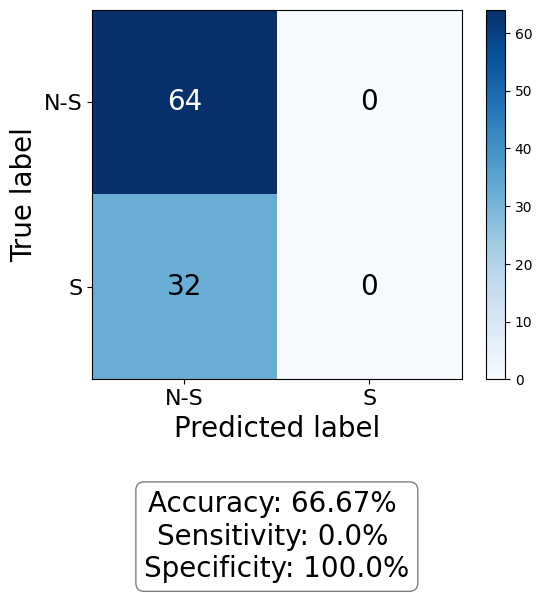 True label
N-S
64
0
S
32
0
N-S
S
Predicted label
60
50
40
30
20
10
0
Accuracy: 66.67%
Sensitivity: 0.0%
Specificity: 100.0%